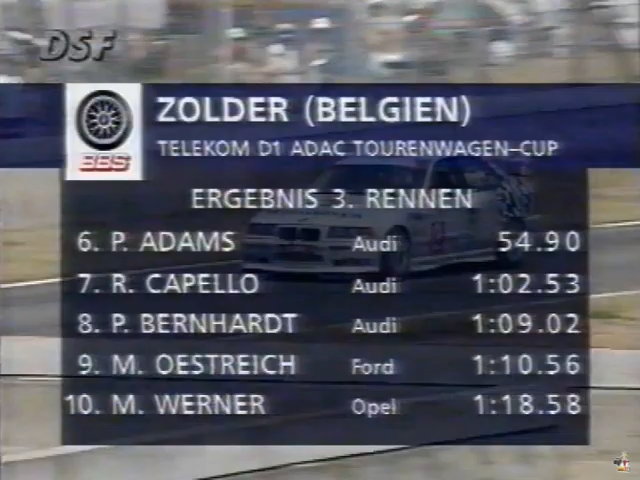 DSF
ZOLDER (BELGIEN)
BBS
TELEKOM D1 ADAC TOURENWAGEN-CUP
ERGEBNIS 3. RENNEN
6. P. ADAMS Audi 54.90
7. R. CAPELLO Audi 1:02.53
8. P. BERNHARDT Audi 1:09.02
9. M. OESTREICH Ford 1:10.56
10. M. WERNER Opel 1:18.58